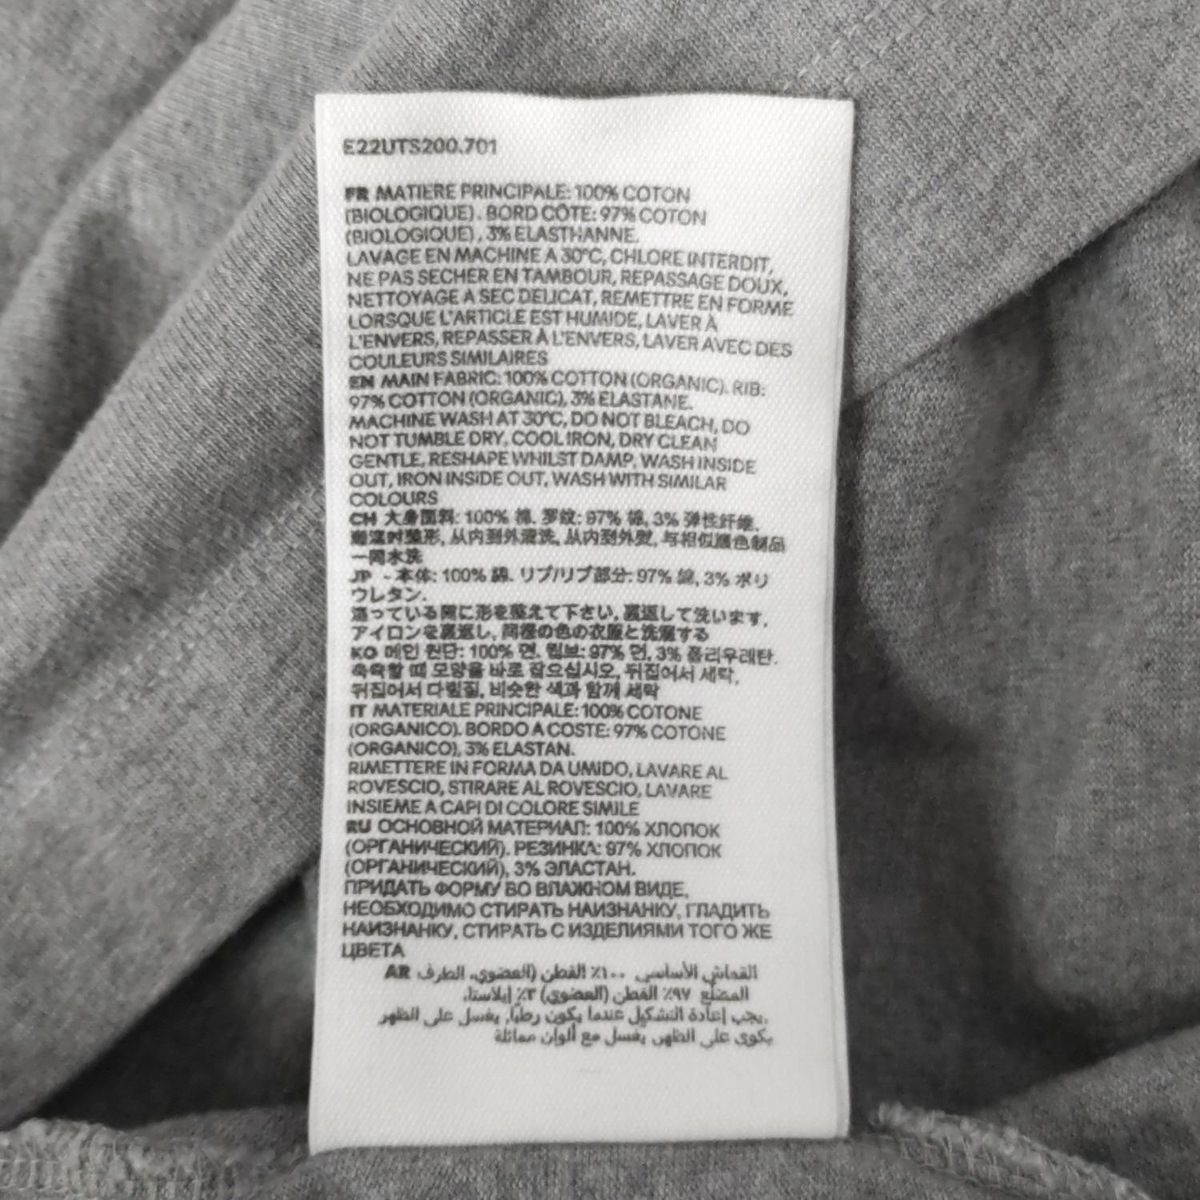 E22UTS200.701
FR MATIERE PRINCIPALE: 100% COTON
(BIOLOGIQUE). BORD CÔTE: 97% COTON
(BIOLOGIQUE), 3% ELASTHANNE.
LAVAGE EN MACHINE A 30°C, CHLORE INTERDIT,
NE PAS SECHER EN TAMBOUR, REPASSAGE DOUX,
NETTOYAGE A SEC DELICAT, REMETTRE EN FORME
LORSQUE L'ARTICLE EST HUMIDE, LAVER À
L'ENVERS, REPASSER À L'ENVERS, LAVER AVEC DES
COULEURS SIMILAIRES
EN MAIN FABRIC: 100% COTTON (ORGANIC). RIB:
97% COTTON (ORGANIC), 3% ELASTANE.
MACHINE WASH AT 30°C, DO NOT BLEACH, DO
NOT TUMBLE DRY, COOL IRON, DRY CLEAN
GENTLE, RESHAPE WHILST DAMP, WASH INSIDE
OUT, IRON INSIDE OUT, WASH WITH SIMILAR
COLOURS
CH 大身面料: 100% 棉. 罗纹: 97% 棉, 3% 弹性纤维.
潮湿时整形, 从内到外清洗, 从内到外熨, 与相似颜色制品
一同水洗
JP - 本体: 100% 綿. リブ/リブ部分: 97% 綿, 3% ポリ
ウレタン.
湿っている間に形を整えて下さい, 裏返して洗います,
アイロンを裏返し, 同様の色の衣服と洗濯する
KO 메인 원단: 100% 면. 립브: 97% 면, 3% 폴리우레탄.
축축할 때 모양을 바로 잡으십시오, 뒤집어서 세탁,
뒤집어서 다림질, 비슷한 색과 함께 세탁
IT MATERIALE PRINCIPALE: 100% COTONE
(ORGANICO). BORDO A COSTE: 97% COTONE
(ORGANICO), 3% ELASTAN.
RIMETTERE IN FORMA DA UMIDO, LAVARE AL
ROVESCIO, STIRARE AL ROVESCIO, LAVARE
INSIEME A CAPI DI COLORE SIMILE
RU ОСНОВНОЙ МАТЕРИАЛ: 100% ХЛОПОК
(ОРГАНИЧЕСКИЙ). РЕЗИНКА: 97% ХЛОПОК
(ОРГАНИЧЕСКИЙ), 3% ЭЛАСТАН.
ПРИДАТЬ ФОРМУ ВО ВЛАЖНОМ ВИДЕ,
НЕОБХОДИМО СТИРАТЬ НАИЗНАНКУ, ГЛАДИТЬ
НАИЗНАНКУ, СТИРАТЬ С ИЗДЕЛИЯМИ ТОГО ЖЕ
ЦВЕТА
AR القماش الأساسي ١٠٠٪ القطن (العضوي). الطرف
المضلّع ٩٧٪ القطن (العضوي) ٣٪ إيلاستا.
يجب إعادة التشكيل عندما يكون رطبًا, يغسل على الظهر
يكوى على الظهر, يغسل مع ألوان مماثلة